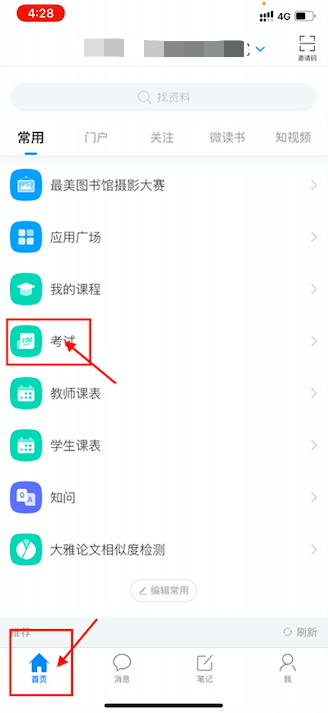 4:28
4G
邀请码
找资料
常用 门户 关注 微读书 知视频
最美图书馆摄影大赛
应用广场
我的课程
100
考试
教师课表
学生课表
Q A
知问
大雅论文相似度检测
编辑常用
推荐 刷新
首页 消息 笔记 我